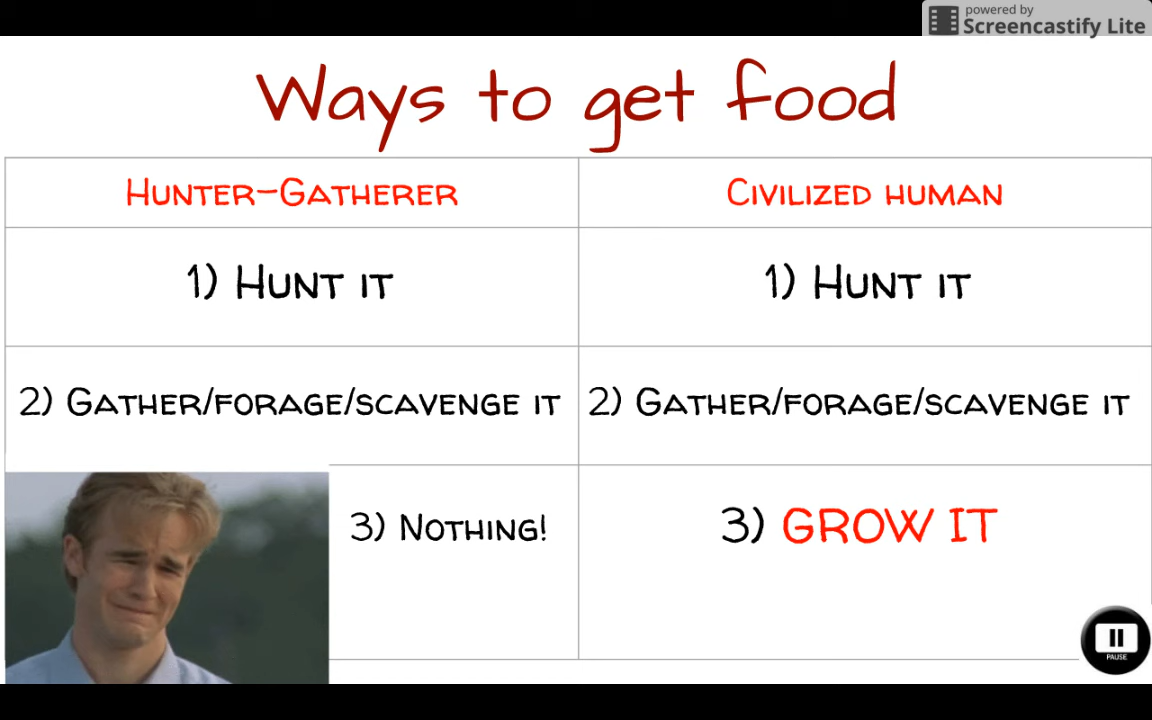 powered by
Screencastify Lite
Ways to get food
Hunter-Gatherer
Civilized human
1) Hunt it
1) Hunt it
2) Gather/forage/scavenge it
2) Gather/forage/scavenge it
3) Nothing!
3) GROW IT
PAUSE